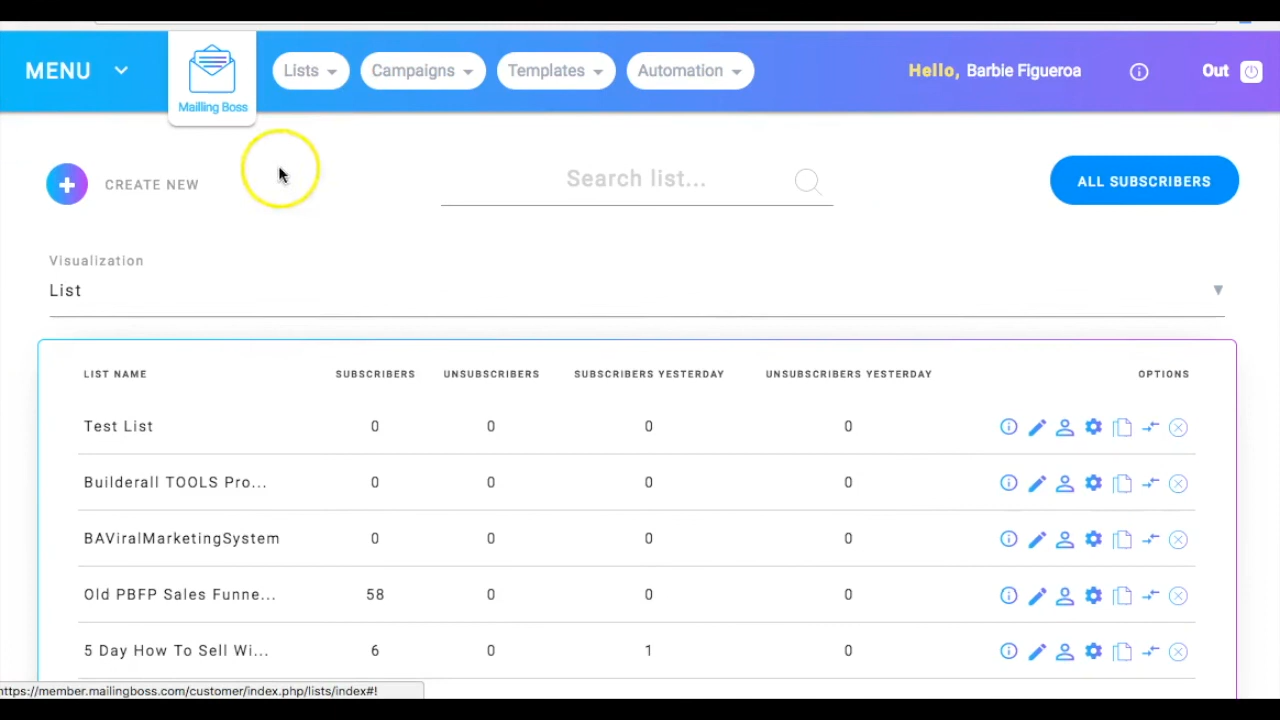 MENU
Mailling Boss
Lists
Campaigns
Templates
Automation
Hello, Barbie Figueroa
Out
CREATE NEW
Search list...
ALL SUBSCRIBERS
Visualization
List
LIST NAME SUBSCRIBERS UNSUBSCRIBERS SUBSCRIBERS YESTERDAY UNSUBSCRIBERS YESTERDAY OPTIONS
Test List 0 0 0 0
Builderall TOOLS Pro... 0 0 0 0
BAViralMarketingSystem 0 0 0 0
Old PBFP Sales Funne... 58 0 0 0
5 Day How To Sell Wi... 6 0 1 0
https://member.mailingboss.com/customer/index.php/lists/index#!